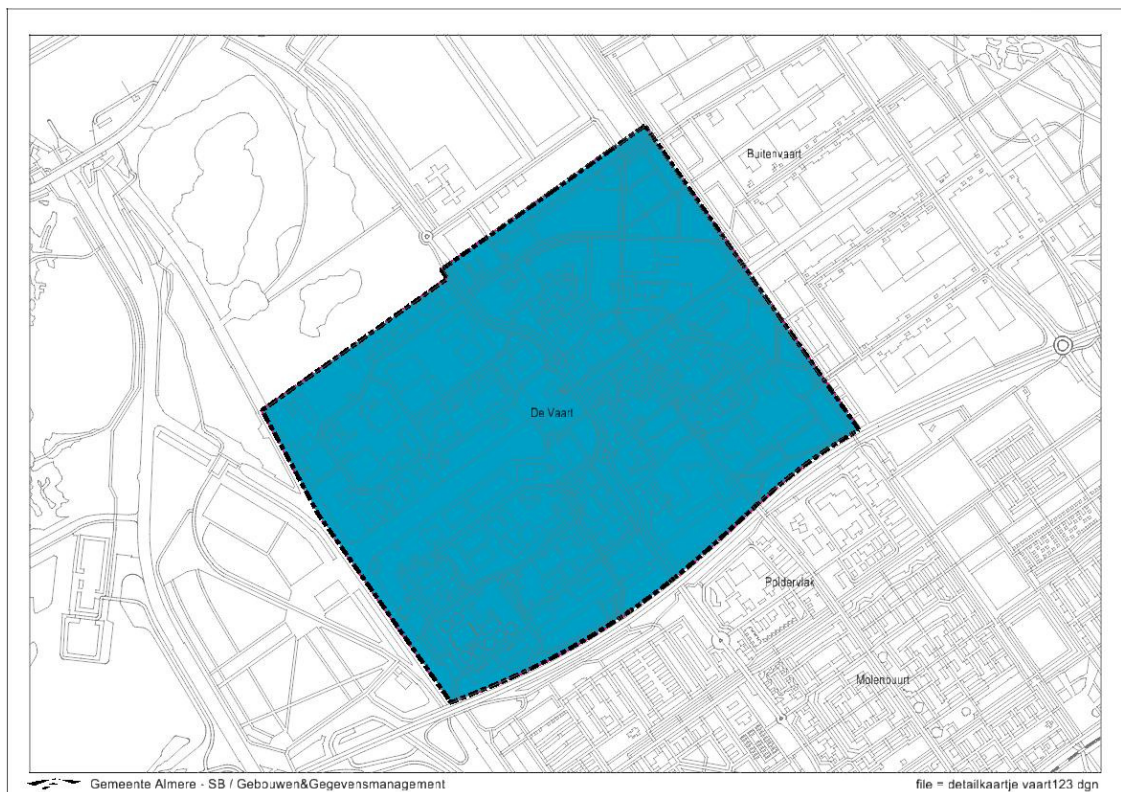 Buitenvaart
De Vaart
Poldervlak
Molenbuurt
Gemeente Almere - SB / Gebouwen&Gegevensmanagement
file = detailkaartje vaart123 dgn